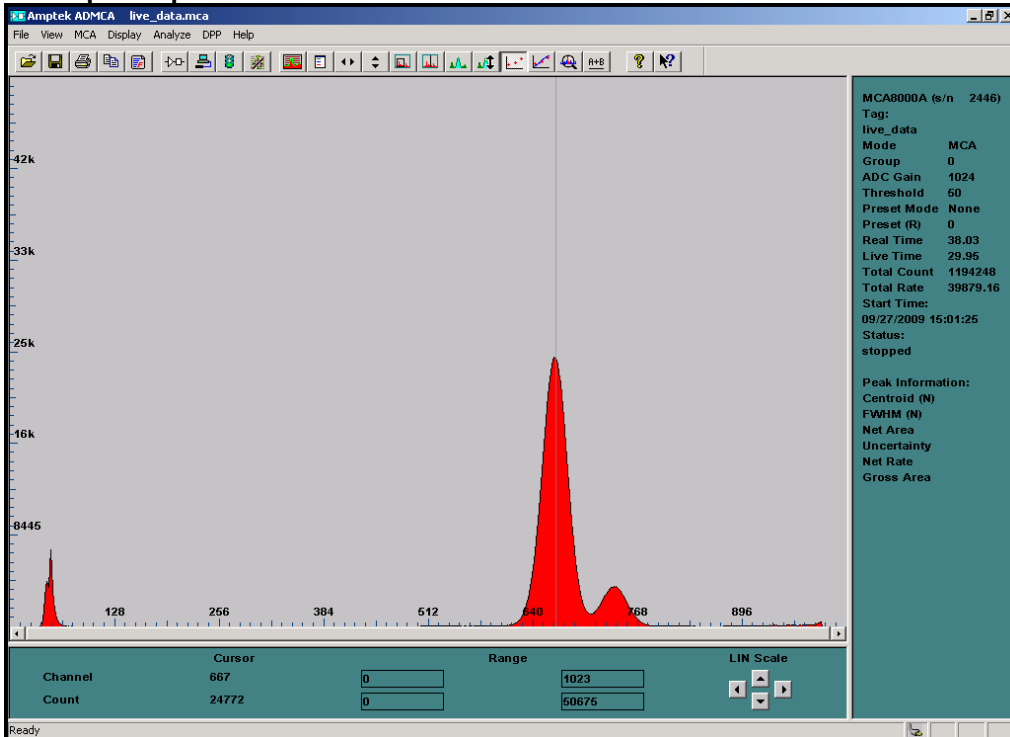 Amptek ADMCA live_data.mca
File View MCA Display Analyze DPP Help
A+B
42k
33k
25k
16k
8445
128 256 384 512 640 768 896
MCA8000A (s/n 2446)
Tag:
live_data
Mode MCA
Group 0
ADC Gain 1024
Threshold 50
Preset Mode None
Preset (R) 0
Real Time 38.03
Live Time 29.95
Total Count 1194248
Total Rate 39879.16
Start Time:
09/27/2009 15:01:25
Status:
stopped
Peak Information:
Centroid (N)
FWHM (N)
Net Area
Uncertainty
Net Rate
Gross Area
Cursor Range LIN Scale
Channel 667 0 1023
Count 24772 0 50675
Ready